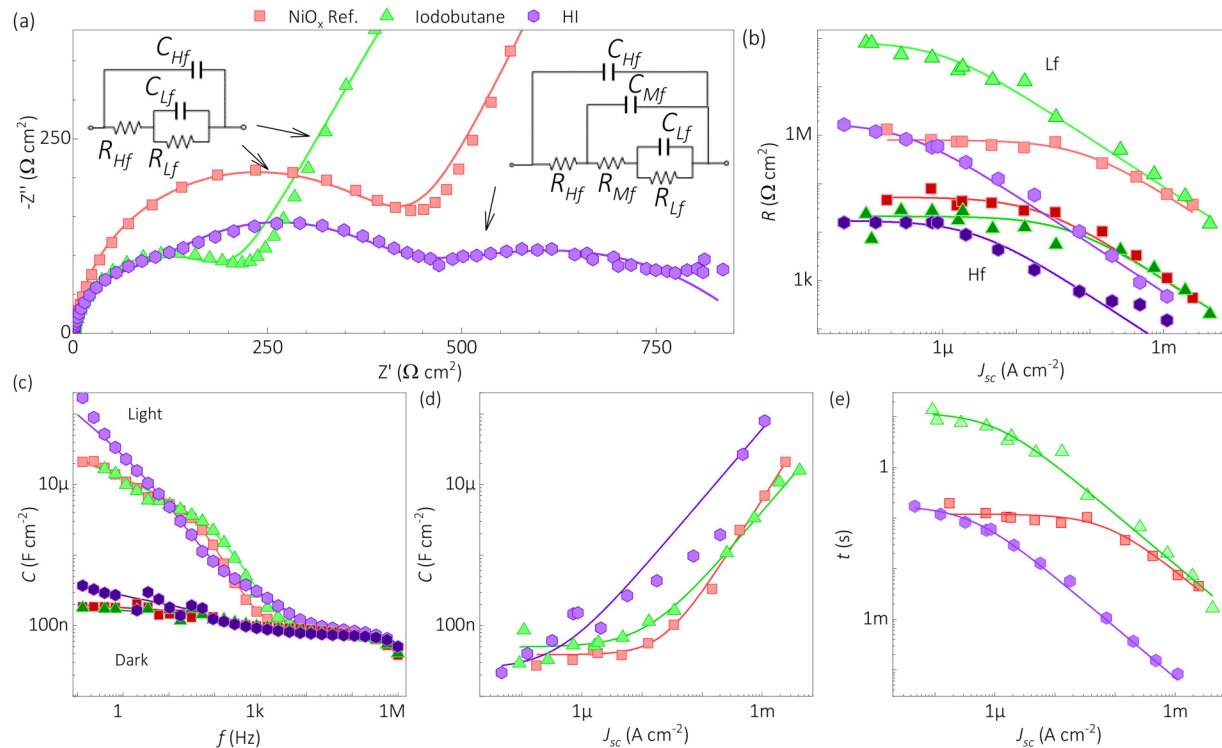 (a)
NiOx Ref.
Iodobutane
HI
-Z'' (Ω cm²)
250
0
CHf
CLf
RHf
RLf
CHf
CMf
CLf
RHf
RMf
RLf
0
250
500
750
Z' (Ω cm²)
(b)
R (Ω cm²)
1M
1k
Lf
Hf
1μ
1m
Jsc (A cm-2)
(c)
C (F cm-2)
10μ
100n
Light
Dark
1
1k
1M
f (Hz)
(d)
C (F cm-2)
10μ
100n
1μ
1m
Jsc (A cm-2)
(e)
t (s)
1
1m
1μ
1m
Jsc (A cm-2)